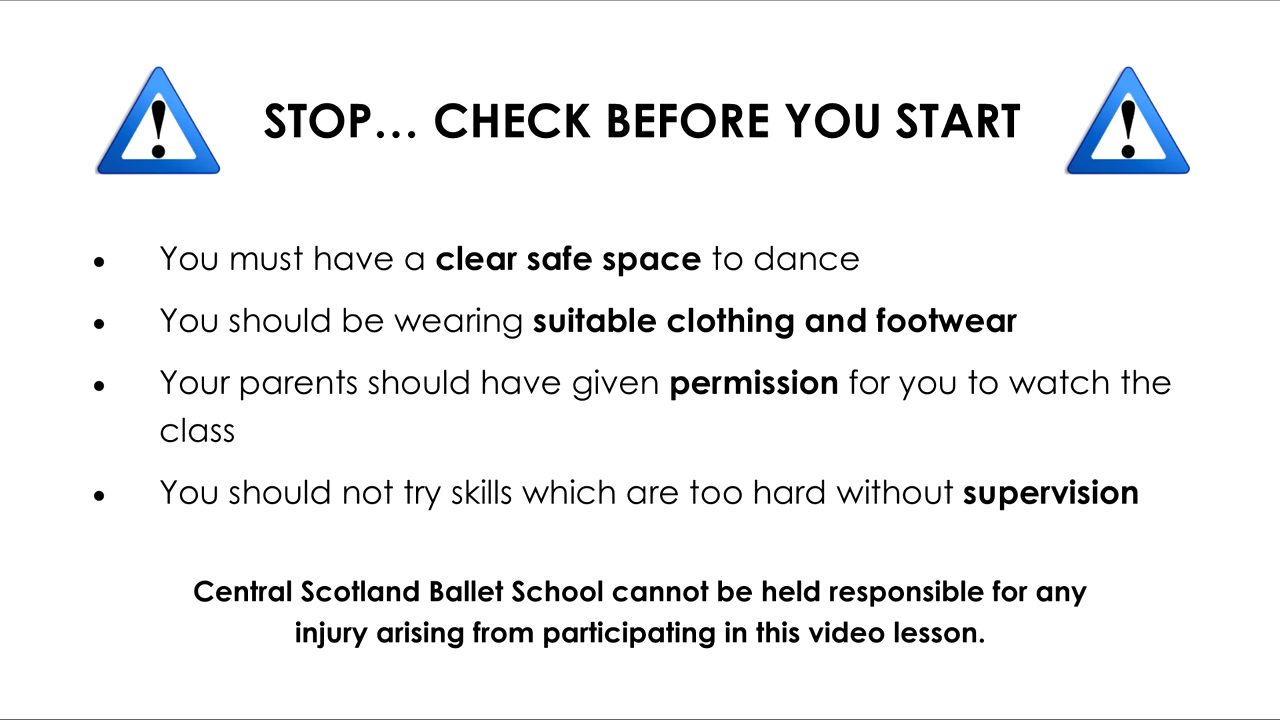 STOP… CHECK BEFORE YOU START
• You must have a clear safe space to dance
• You should be wearing suitable clothing and footwear
• Your parents should have given permission for you to watch the
class
• You should not try skills which are too hard without supervision
Central Scotland Ballet School cannot be held responsible for any
injury arising from participating in this video lesson.